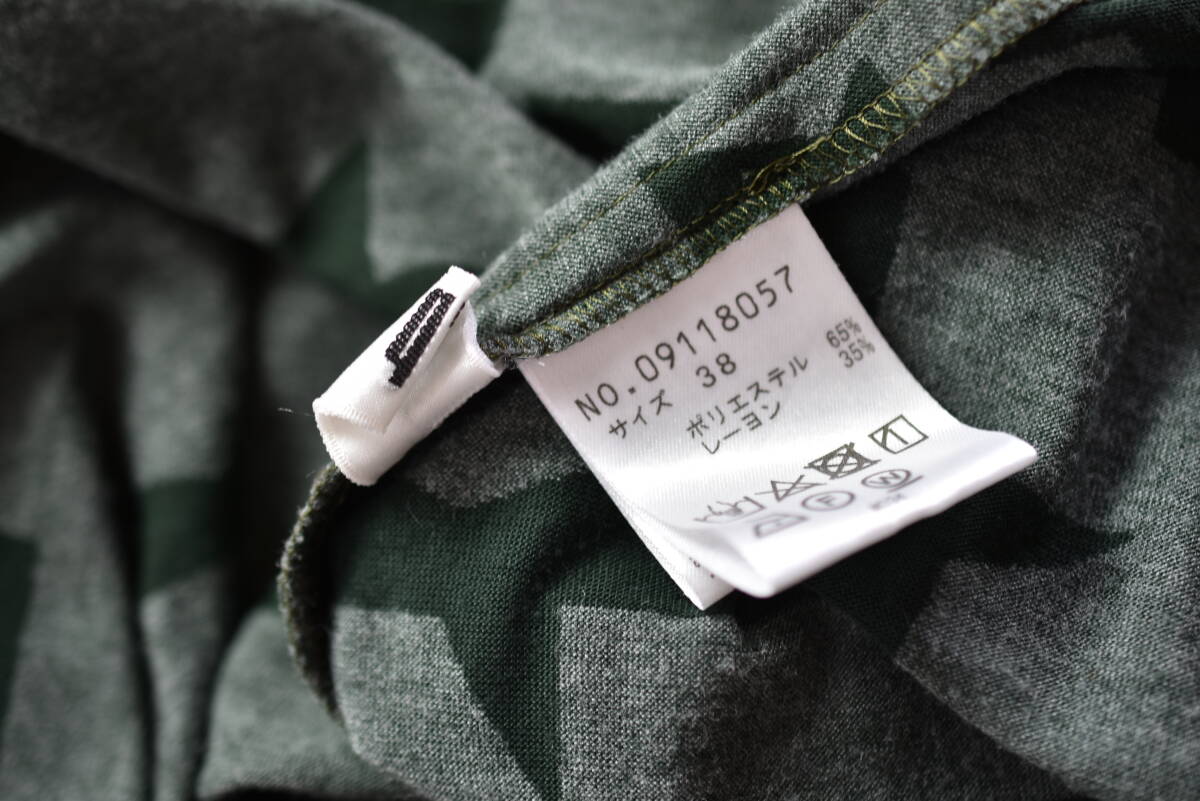 NO.09118057
サイズ 38
ポリエステル 65%
レーヨン 35%
F W